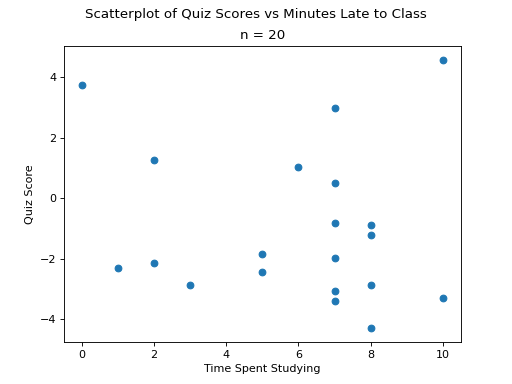 Scatterplot of Quiz Scores vs Minutes Late to Class
n = 20
4
2
0
−2
−4
Quiz Score
0 2 4 6 8 10
Time Spent Studying